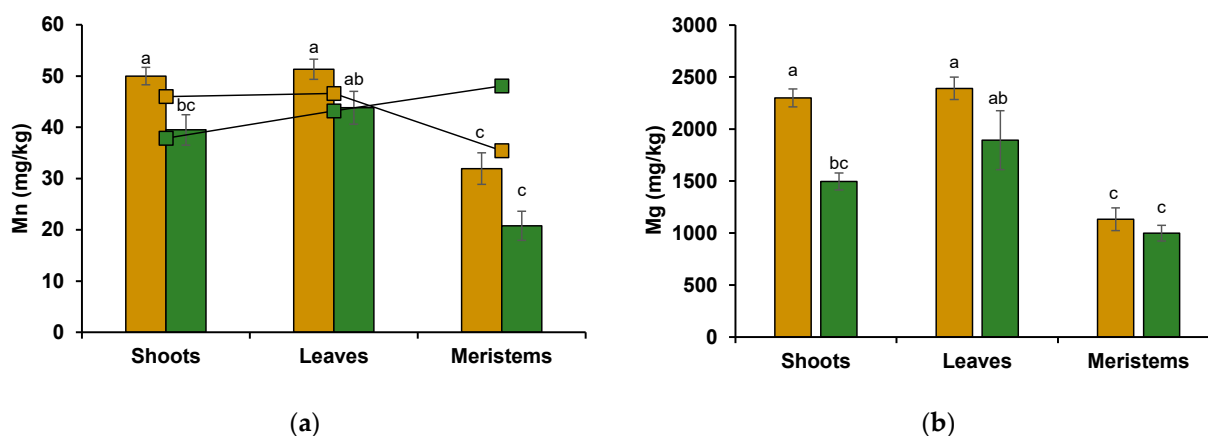 Mn (mg/kg)
60
50
40
30
20
10
0
a
bc
a
ab
c
c
Shoots
Leaves
Meristems
(a)
Mg (mg/kg)
3000
2500
2000
1500
1000
500
0
a
bc
a
ab
c
c
Shoots
Leaves
Meristems
(b)